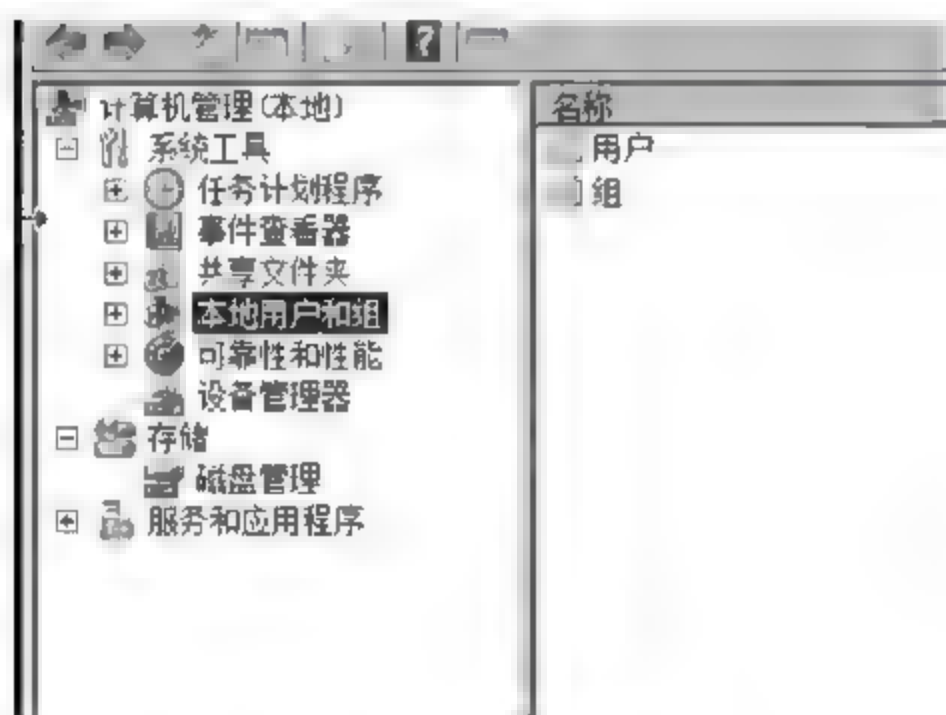 计算机管理(本地)
系统工具
任务计划程序
事件查看器
共享文件夹
本地用户和组
可靠性和性能
设备管理器
存储
磁盘管理
服务和应用程序
名称
用户
组